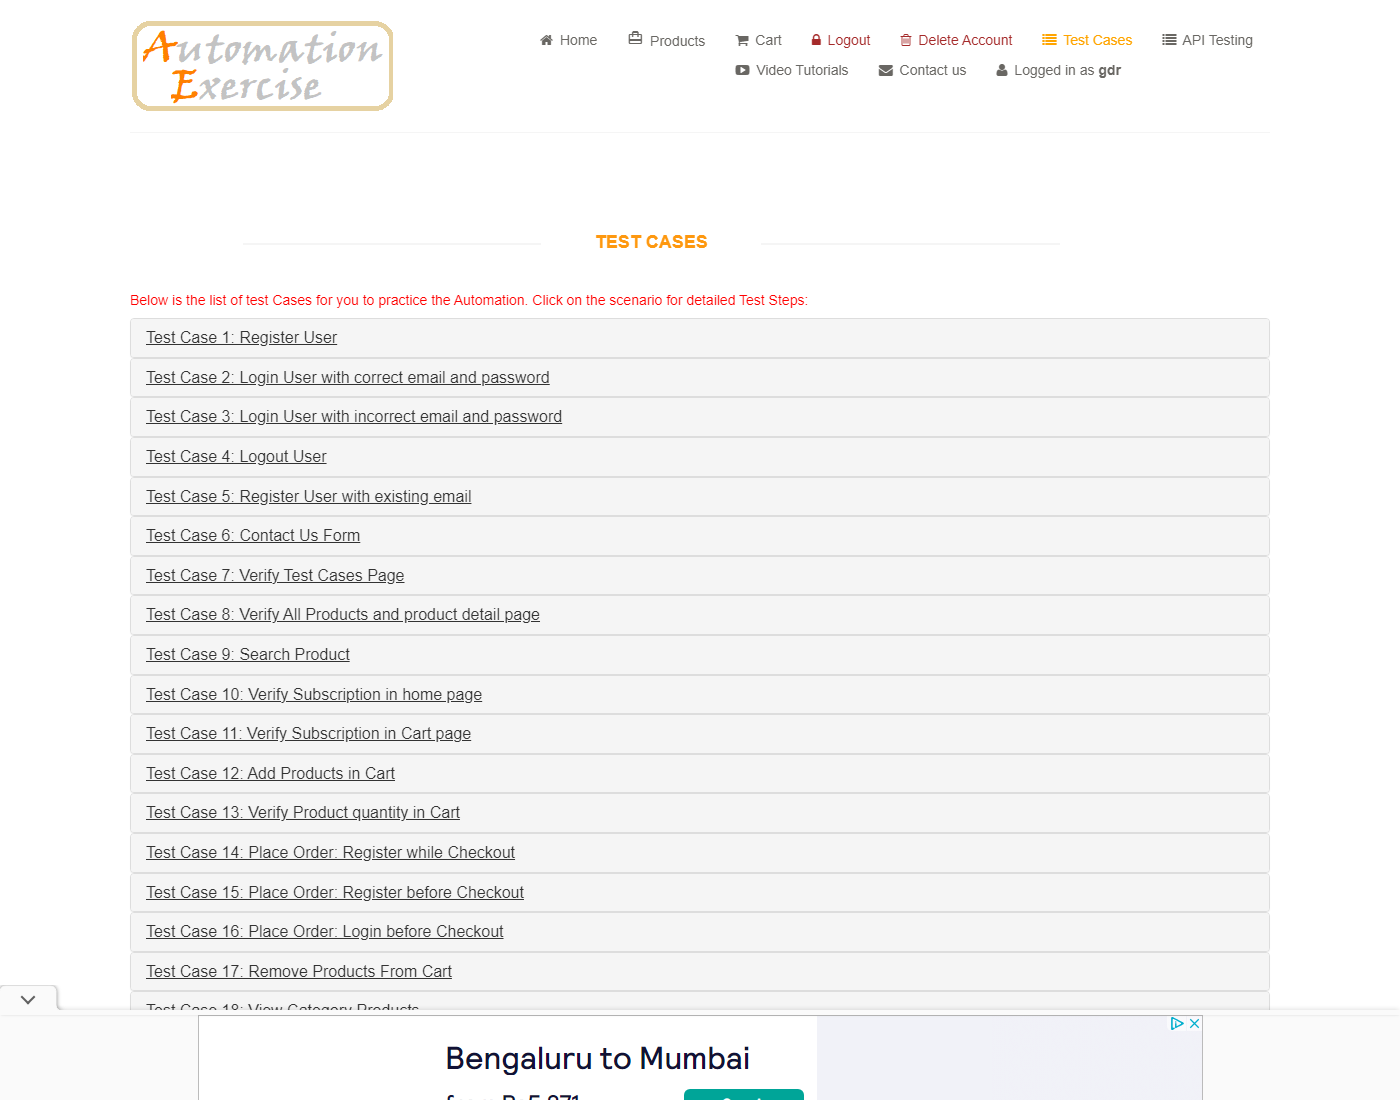 Automation
Exercise
Home
Products
Cart
Logout
Delete Account
Test Cases
API Testing
Video Tutorials
Contact us
Logged in as gdr
TEST CASES
Below is the list of test Cases for you to practice the Automation. Click on the scenario for detailed Test Steps:
Test Case 1: Register User
Test Case 2: Login User with correct email and password
Test Case 3: Login User with incorrect email and password
Test Case 4: Logout User
Test Case 5: Register User with existing email
Test Case 6: Contact Us Form
Test Case 7: Verify Test Cases Page
Test Case 8: Verify All Products and product detail page
Test Case 9: Search Product
Test Case 10: Verify Subscription in home page
Test Case 11: Verify Subscription in Cart page
Test Case 12: Add Products in Cart
Test Case 13: Verify Product quantity in Cart
Test Case 14: Place Order: Register while Checkout
Test Case 15: Place Order: Register before Checkout
Test Case 16: Place Order: Login before Checkout
Test Case 17: Remove Products From Cart
Test Case 18: View Category Products
Bengaluru to Mumbai